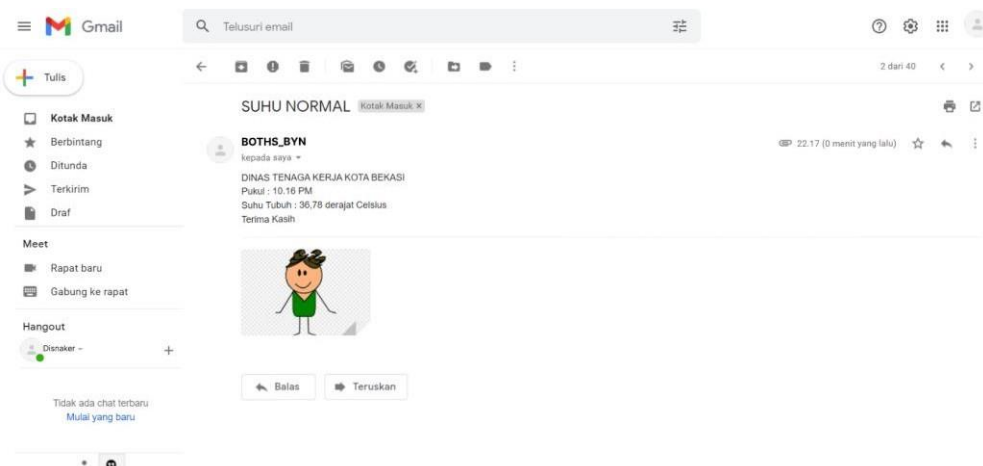 Gmail
Telusuri email
Tulis
2 dari 40
Kotak Masuk
Berbintang
Ditunda
Terkirim
Draf
Meet
Rapat baru
Gabung ke rapat
Hangout
Disnaker -
Tidak ada chat terbaru
Mulai yang baru
SUHU NORMAL Kotak Masuk ×
BOTHS_BYN
22.17 (0 menit yang lalu)
kepada saya
DINAS TENAGA KERJA KOTA BEKASI
Pukul : 10.16 PM
Suhu Tubuh : 36,78 derajat Celsius
Terima Kasih
Balas
Teruskan